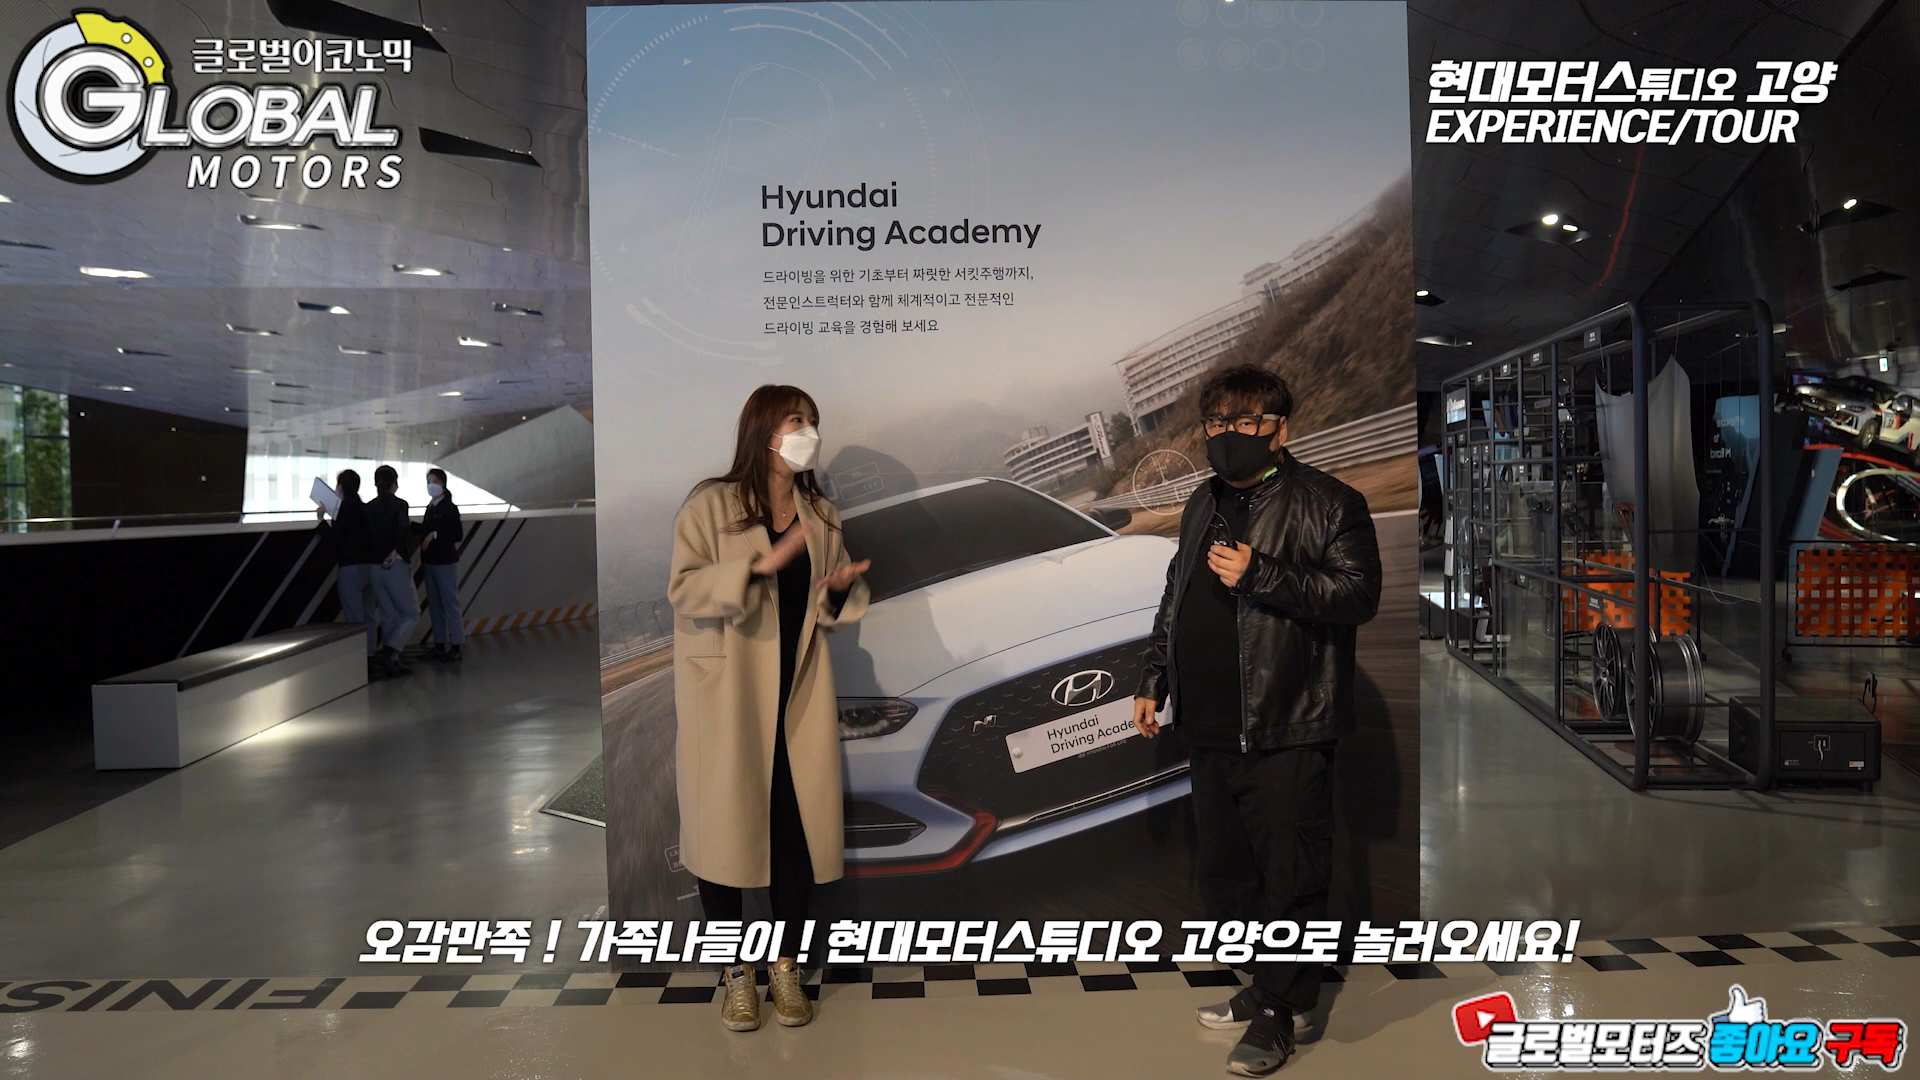 글로벌이코노믹
GLOBAL
MOTORS
현대모터스튜디오 고양
EXPERIENCE/TOUR
Hyundai
Driving Academy
드라이빙을 위한 기초부터 짜릿한 서킷주행까지,
전문인스트럭터와 함께 체계적이고 전문적인
드라이빙 교육을 경험해 보세요
Hyundai
Driving Acade
오감만족 ! 가족나들이 ! 현대모터스튜디오 고양으로 놀러오세요!
FINIS
글로벌모터즈 좋아요 구독